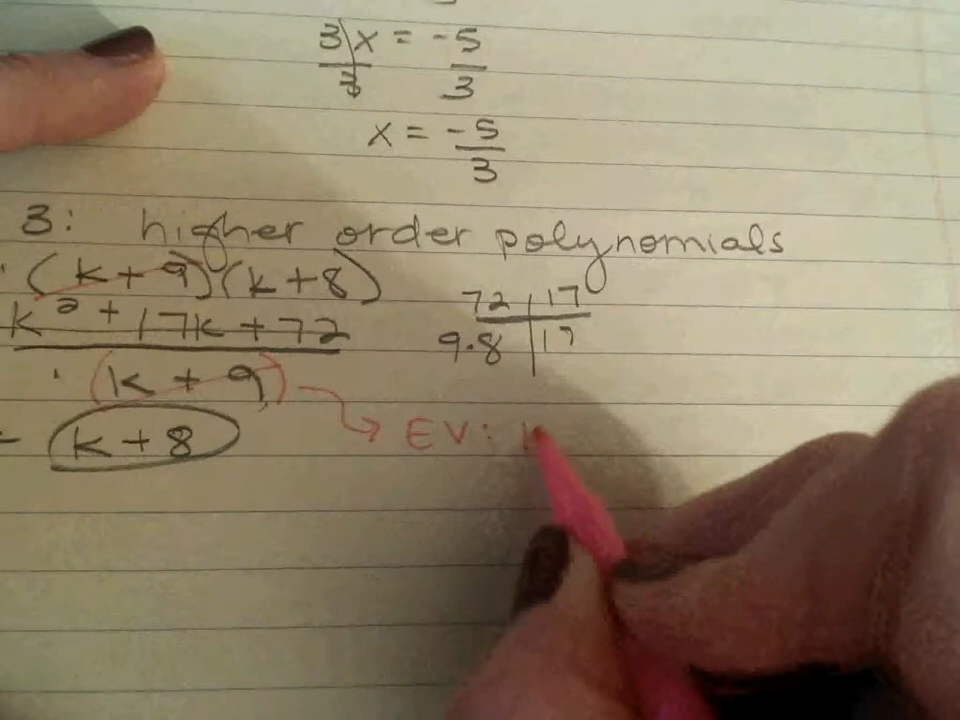 3x = -5
3 3
x = -5
3
3: higher order polynomials
(k + 9)(k + 8) 72 17
k² + 17k + 72 9.8 17
(k + 9)
k + 8 EV: k